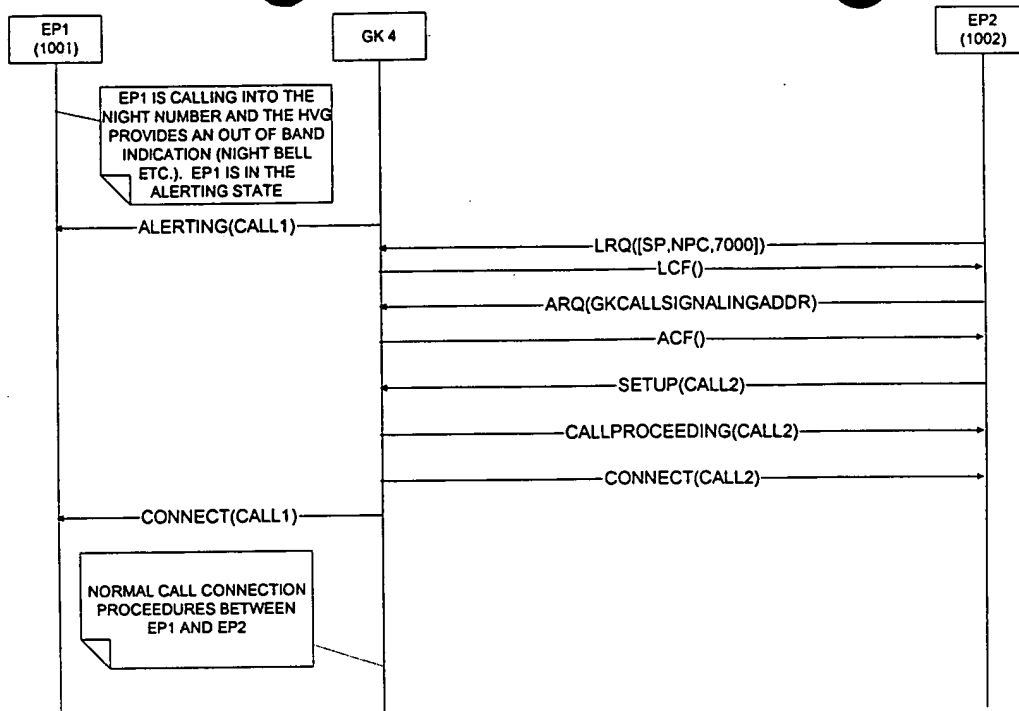 EP1
(1001)
GK 4
EP2
(1002)
EP1 IS CALLING INTO THE
NIGHT NUMBER AND THE HVG
PROVIDES AN OUT OF BAND
INDICATION (NIGHT BELL
ETC.). EP1 IS IN THE
ALERTING STATE
ALERTING(CALL1)
LRQ([SP,NPC,7000])
LCF()
ARQ(GKCALLSIGNALINGADDR)
ACF()
SETUP(CALL2)
CALLPROCEEDING(CALL2)
CONNECT(CALL2)
CONNECT(CALL1)
NORMAL CALL CONNECTION
PROCEEDURES BETWEEN
EP1 AND EP2